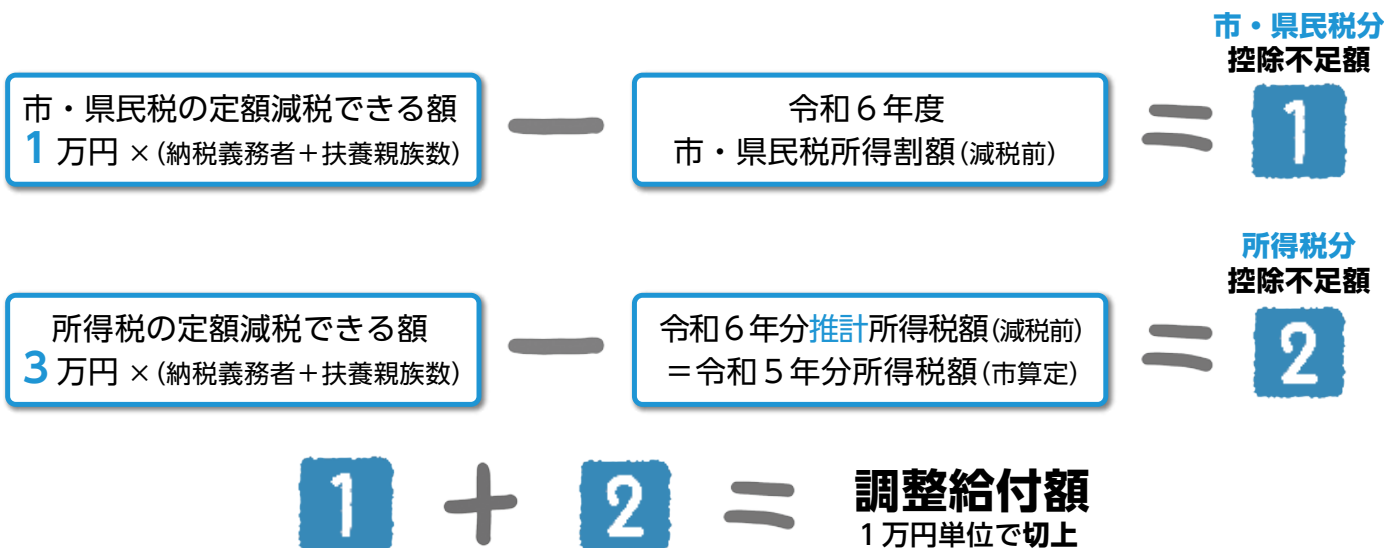 市・県民税分
控除不足額
市・県民税の定額減税できる額
1万円 ×(納税義務者＋扶養親族数)
ー
令和６年度
市・県民税所得割額(減税前)
＝
1
所得税分
控除不足額
所得税の定額減税できる額
3万円 ×(納税義務者＋扶養親族数)
ー
令和６年分推計所得税額(減税前)
＝令和５年分所得税額(市算定)
＝
2
1 ＋ 2 ＝ 調整給付額
１万円単位で切上